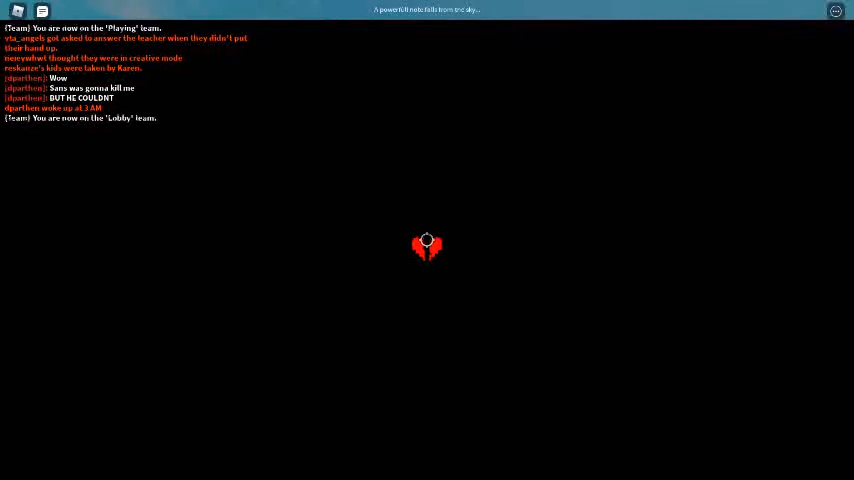 A powerfull note falls from the sky...
{Team} You are now on the 'Playing' team.
vta_angels got asked to answer the teacher when they didn't put
their hand up.
neneywhwt thought they were in creative mode
reskanze's kids were taken by Karen.
[dparthen]: Wow
[dparthen]: Sans was gonna kill me
[dparthen]: BUT HE COULDNT
dparthen woke up at 3 AM
{Team} You are now on the 'Lobby' team.